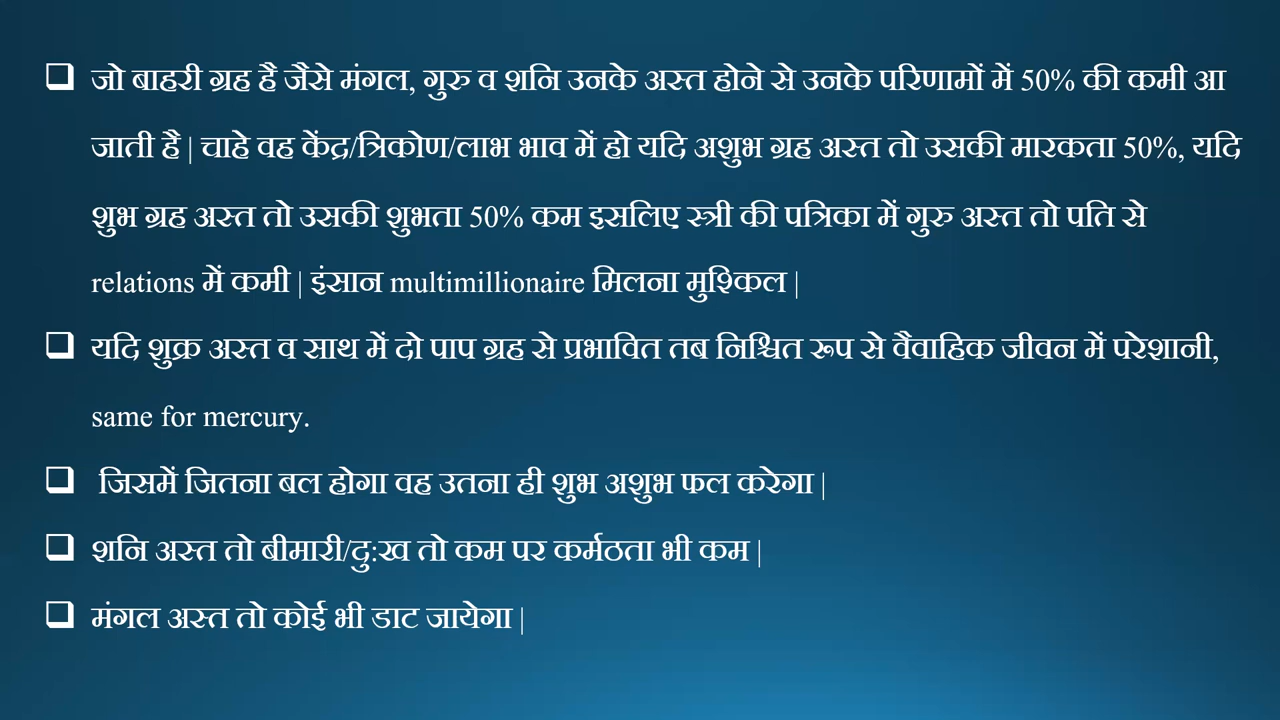 ❑ जो बाहरी ग्रह है जैसे मंगल, गुरु व शनि उनके अस्त होने से उनके परिणामों में 50% की कमी आ
जाती है | चाहे वह केंद्र/त्रिकोण/लाभ भाव में हो यदि अशुभ ग्रह अस्त तो उसकी मारकता 50%, यदि
शुभ ग्रह अस्त तो उसकी शुभता 50% कम इसलिए स्त्री की पत्रिका में गुरु अस्त तो पति से
relations में कमी | इंसान multimillionaire मिलना मुश्किल |
❑ यदि शुक्र अस्त व साथ में दो पाप ग्रह से प्रभावित तब निश्चित रूप से वैवाहिक जीवन में परेशानी,
same for mercury.
❑ जिसमें जितना बल होगा वह उतना ही शुभ अशुभ फल करेगा |
❑ शनि अस्त तो बीमारी/दु:ख तो कम पर कर्मठता भी कम |
❑ मंगल अस्त तो कोई भी डाट जायेगा |